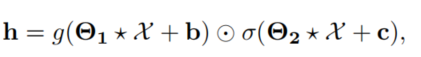 h = g(Θ₁ ⋆ 𝒳 + b) ⊙ σ(Θ₂ ⋆ 𝒳 + c),